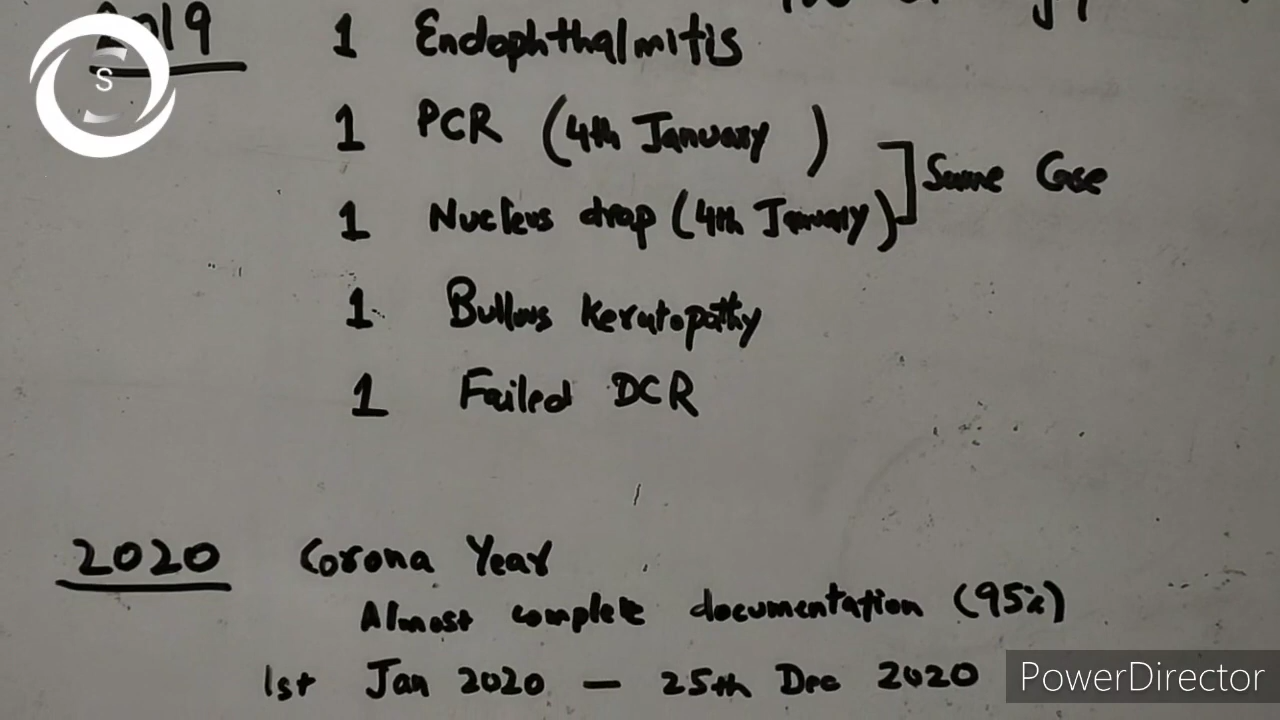 2019
1 Endophthalmitis
1 PCR (4th January )
1 Nucleus drop (4th January) ] Same Case
1 Bullous Keratopathy
1 Failed DCR
2020 Corona Year
Almost complete documentation (95%)
1st Jan 2020 — 25th Dec 2020
S
PowerDirector